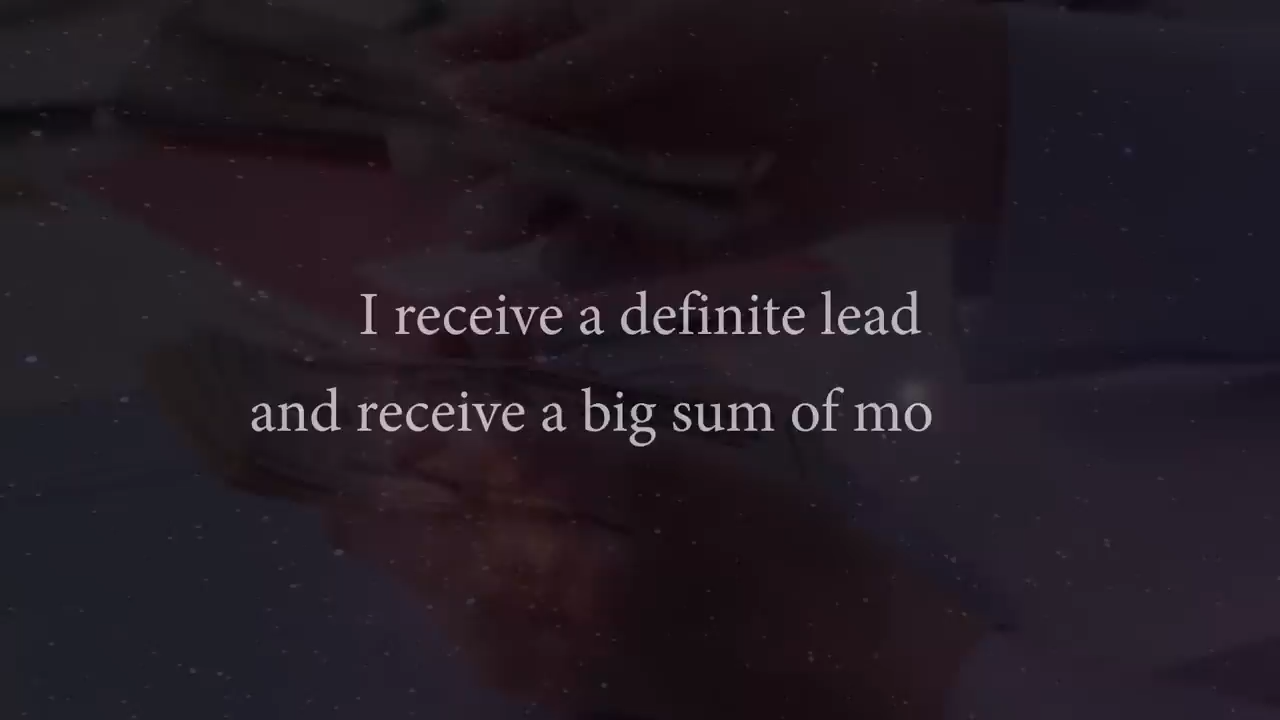 I receive a definite lead
and receive a big sum of mo